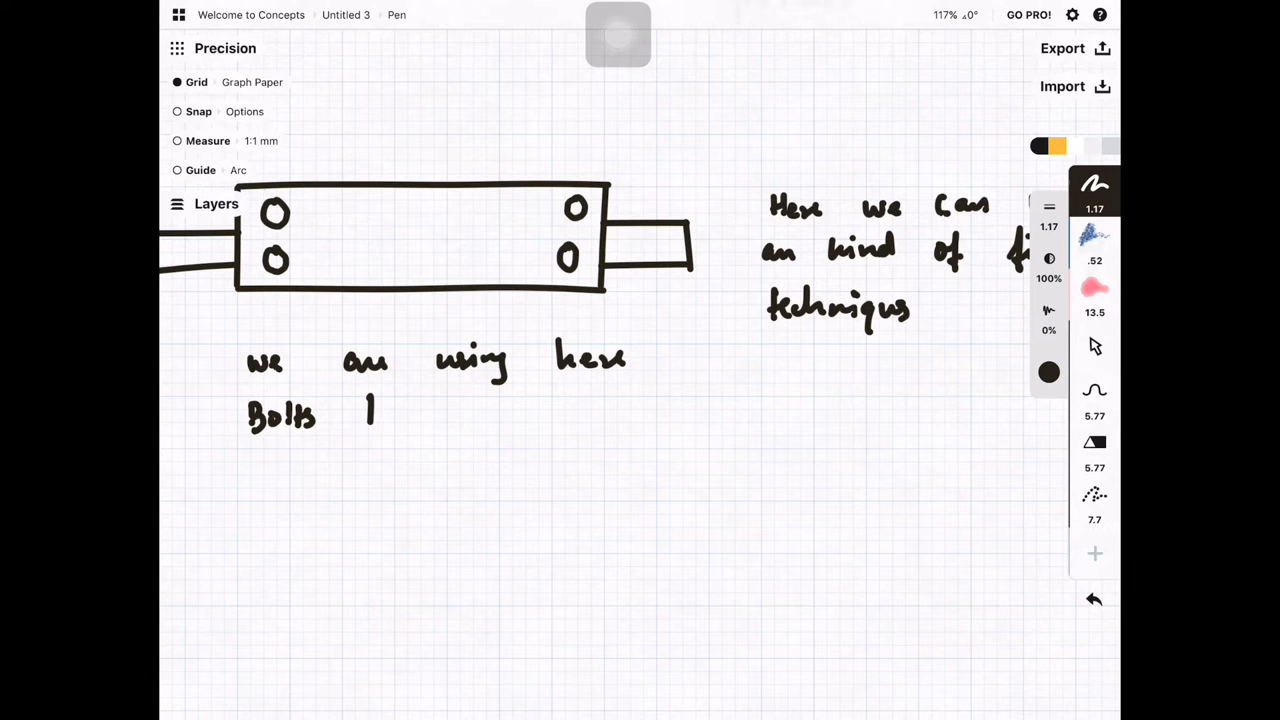 Welcome to Concepts › Untitled 3 › Pen
117% ⊿0° GO PRO!
Precision
Grid › Graph Paper
Snap › Options
Measure › 1:1 mm
Guide › Arc
Layers
Export
Import
1.17
.52
13.5
5.77
5.77
7.7
1.17
100%
0%
Here we can
an kind of
techniqus
we are using here
Bolts